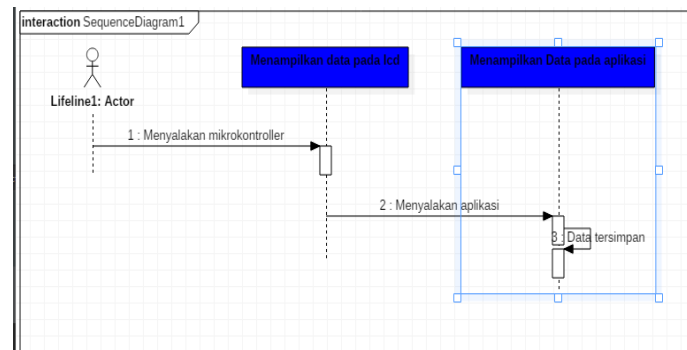 interaction SequenceDiagram1
Menampilkan data pada lcd
Menampilkan Data pada aplikasi
Lifeline1: Actor
1 : Menyalakan mikrokontroller
2 : Menyalakan aplikasi
3 : Data tersimpan